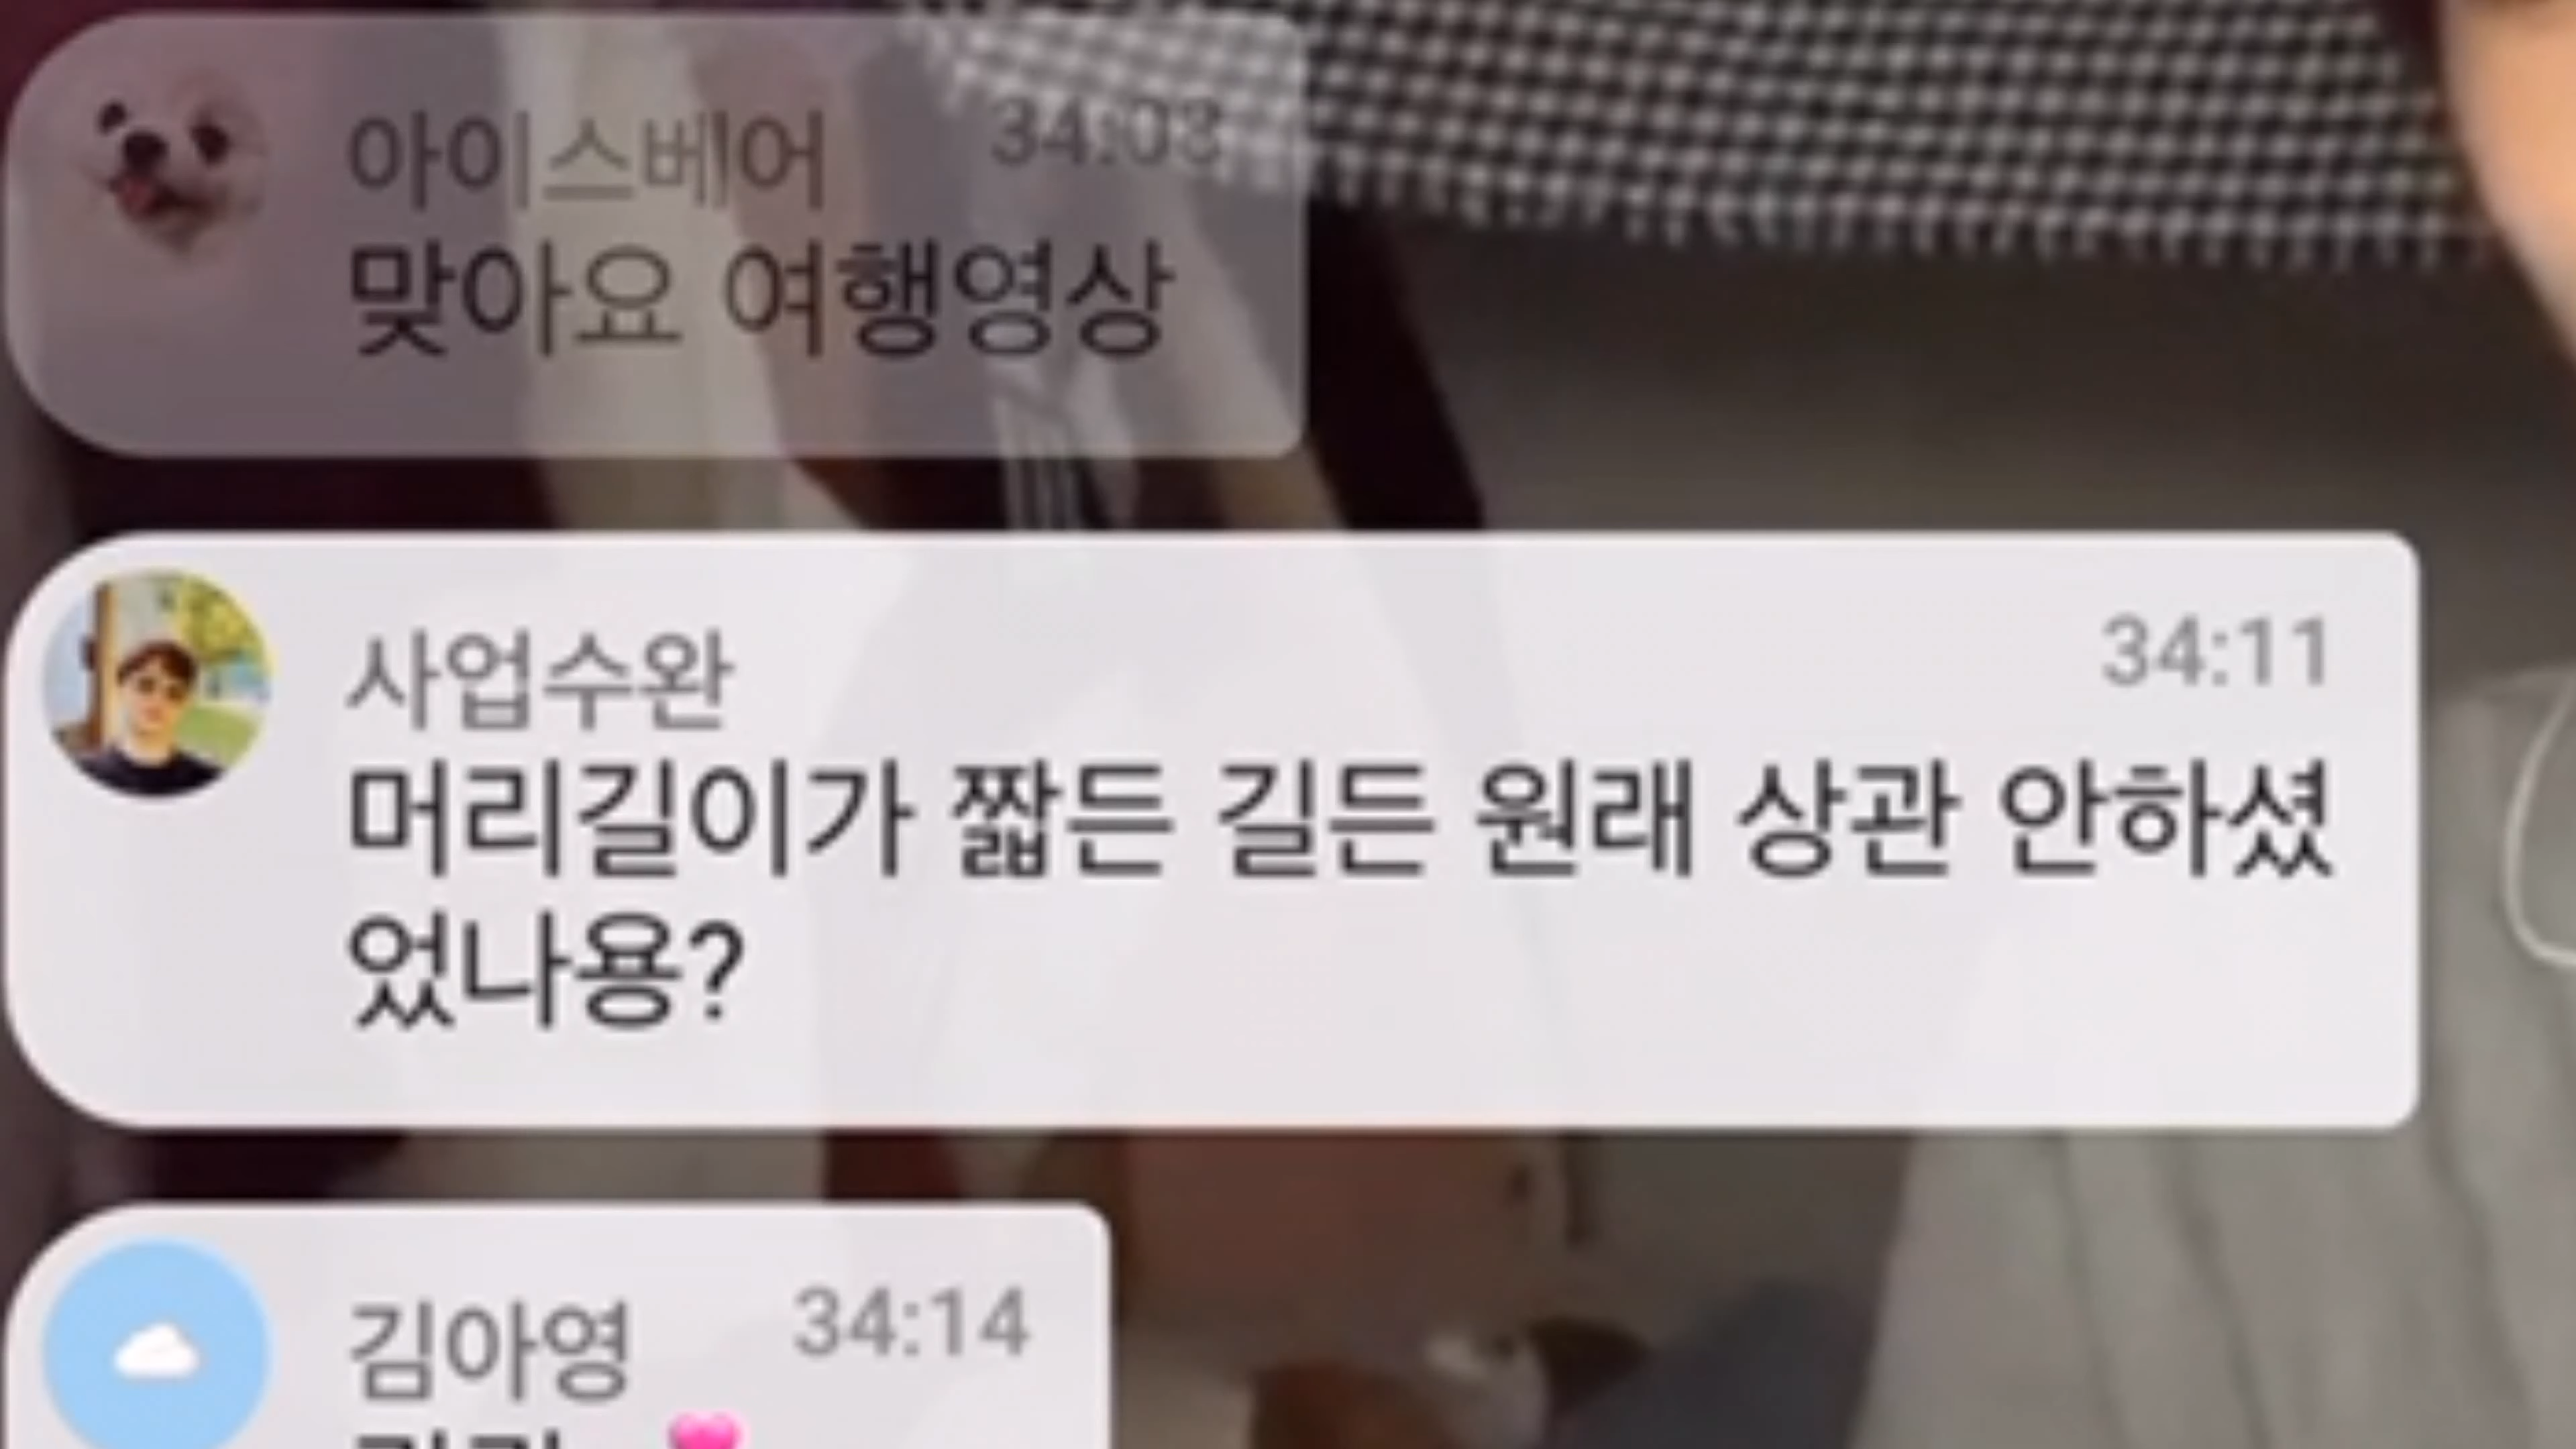 아이스베어 34:03
맞아요 여행영상
사업수완 34:11
머리길이가 짧든 길든 원래 상관 안하셨
었나용?
김아영 34:14